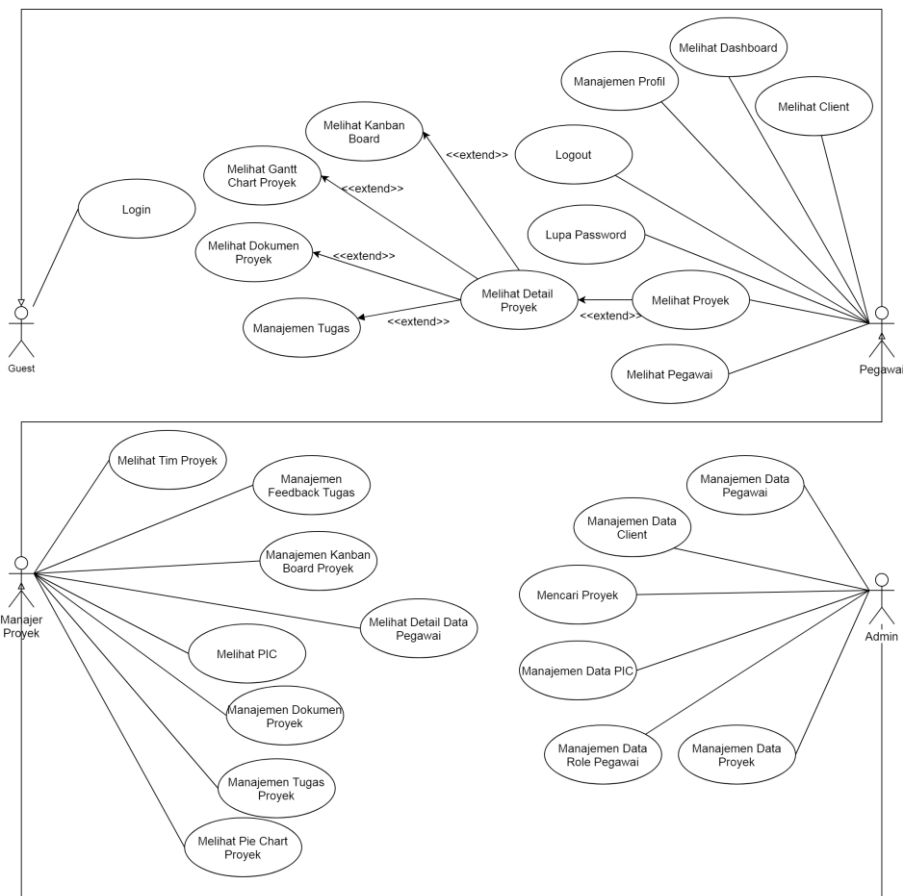 Melihat Dashboard
Manajemen Profil
Melihat Client
Melihat Kanban
Board
<<extend>>
Logout
Melihat Gantt
Chart Proyek
<<extend>>
Login
Lupa Password
Melihat Dokumen
Proyek
<<extend>>
Melihat Detail
Proyek
Melihat Proyek
<<extend>>
Manajemen Tugas
<<extend>>
Guest
Pegawai
Melihat Pegawai
Melihat Tim Proyek
Manajemen
Feedback Tugas
Manajemen Data
Pegawai
Manajemen Data
Client
Manajemen Kanban
Board Proyek
Mencari Proyek
Manajer
Proyek
Admin
Melihat Detail Data
Pegawai
Melihat PIC
Manajemen Data PIC
Manajemen Dokumen
Proyek
Manajemen Data
Role Pegawai
Manajemen Data
Proyek
Manajemen Tugas
Proyek
Melihat Pie Chart
Proyek